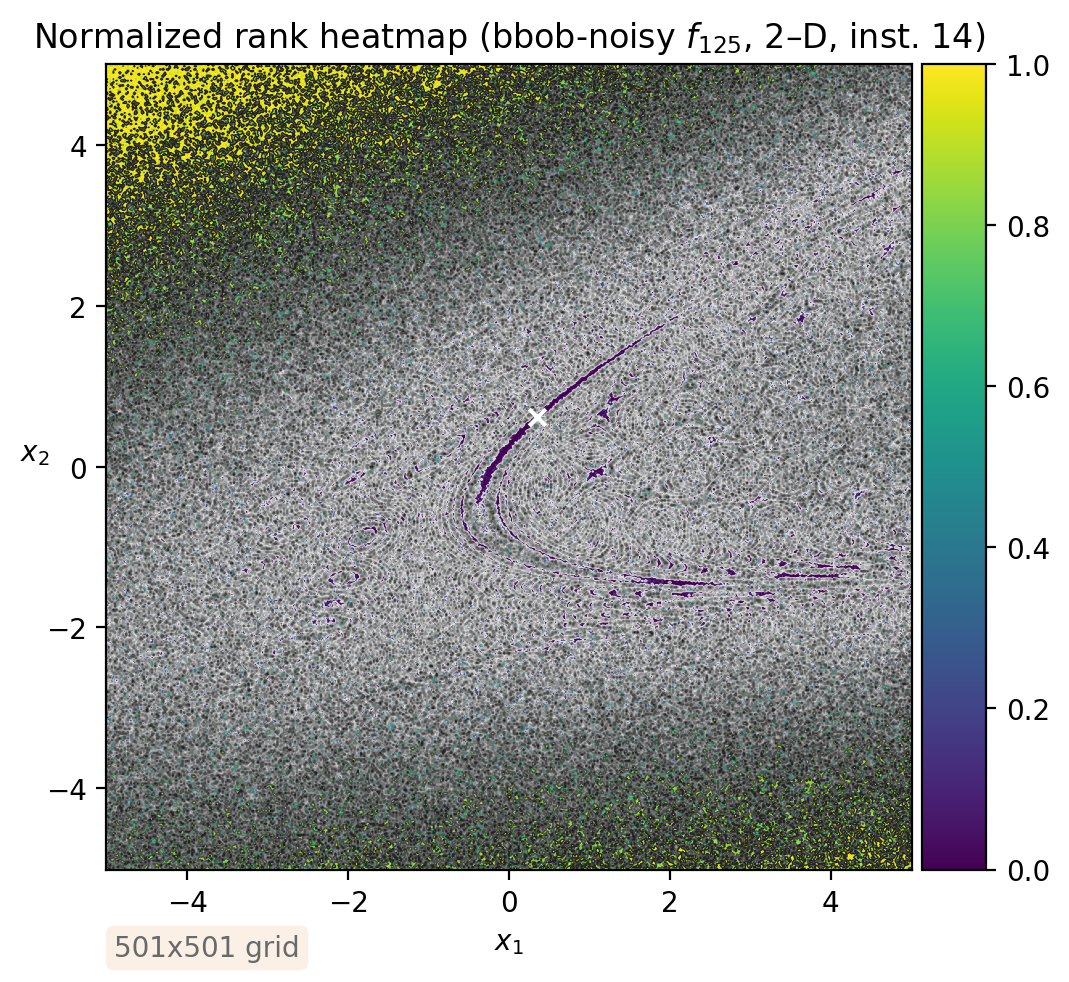 Normalized rank heatmap (bbob-noisy f₁₂₅, 2–D, inst. 14)
1.0
0.8
0.6
0.4
0.2
0.0
4
2
0
−2
−4
x₂
−4 −2 0 2 4
x₁
501x501 grid